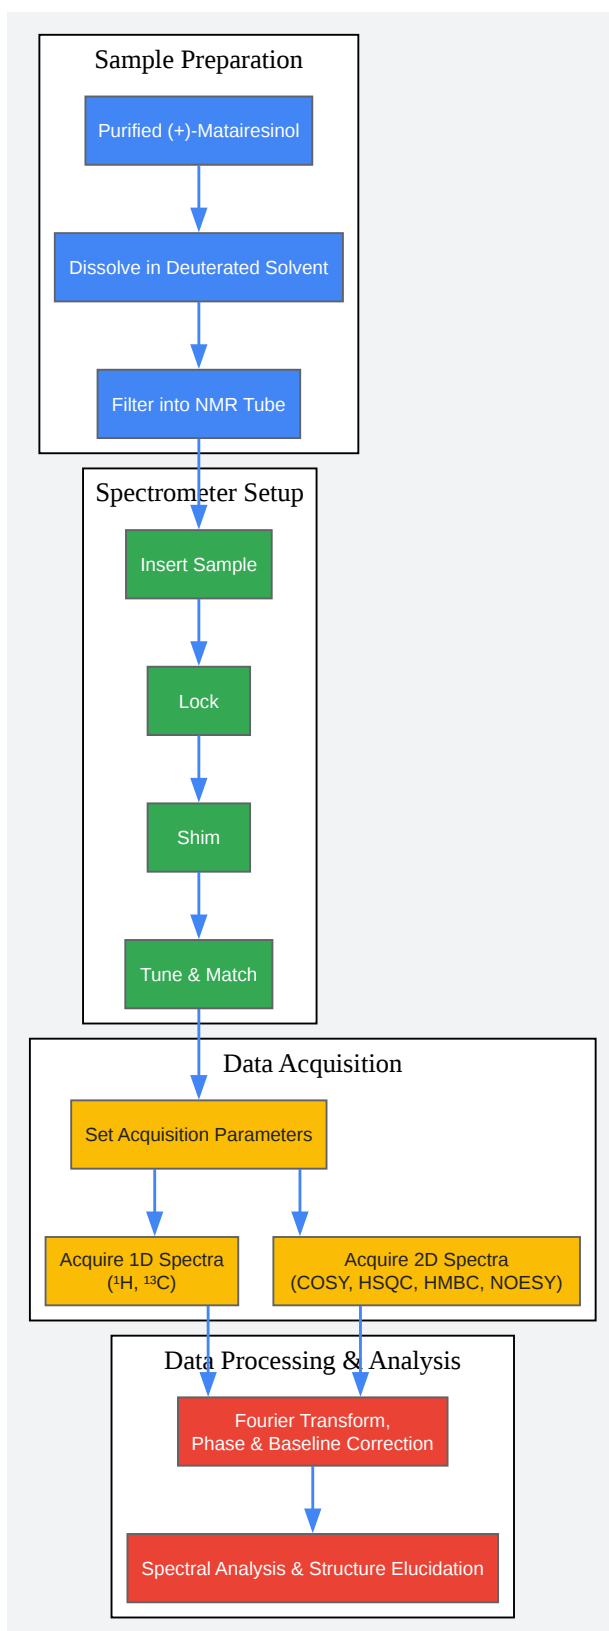 Sample Preparation
Purified (+)-Matairesinol
Dissolve in Deuterated Solvent
Filter into NMR Tube
Spectrometer Setup
Insert Sample
Lock
Shim
Tune & Match
Data Acquisition
Set Acquisition Parameters
Acquire 1D Spectra
(¹H, ¹³C)
Acquire 2D Spectra
(COSY, HSQC, HMBC, NOESY)
Data Processing & Analysis
Fourier Transform,
Phase & Baseline Correction
Spectral Analysis & Structure Elucidation